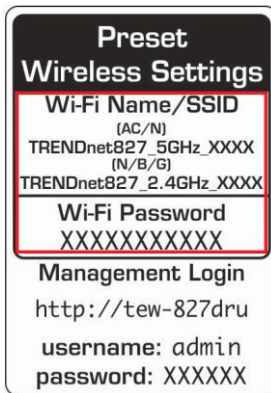 Preset
Wireless Settings
Wi-Fi Name/SSID
(AC/N)
TRENDnet827_5GHz_XXXX
(N/B/G)
TRENDnet827_2.4GHz_XXXX
Wi-Fi Password
XXXXXXXXXXX
Management Login
http://tew-827dru
username: admin
password: XXXXXX